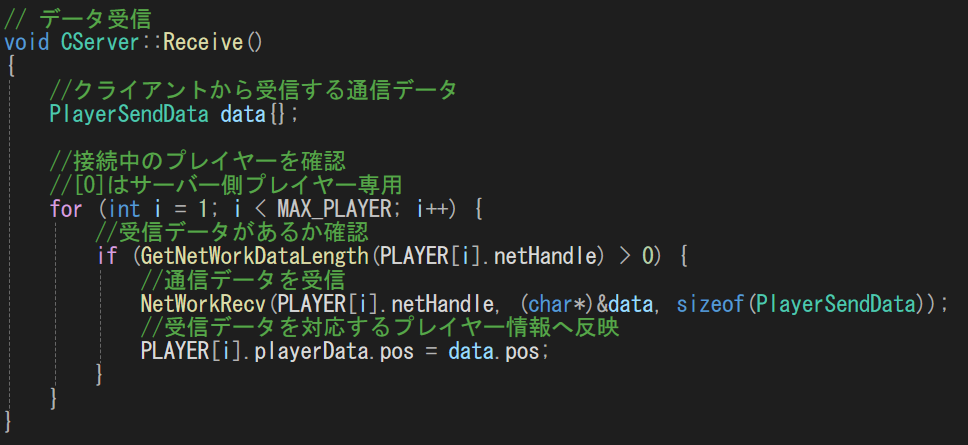 // データ受信
void CServer::Receive()
{
//クライアントから受信する通信データ
PlayerSendData data{};
//接続中のプレイヤーを確認
//[0]はサーバー側プレイヤー専用
for (int i = 1; i < MAX_PLAYER; i++) {
//受信データがあるか確認
if (GetNetWorkDataLength(PLAYER[i].netHandle) > 0) {
//通信データを受信
NetWorkRecv(PLAYER[i].netHandle, (char*)&data, sizeof(PlayerSendData));
//受信データを対応するプレイヤー情報へ反映
PLAYER[i].playerData.pos = data.pos;
}
}
}